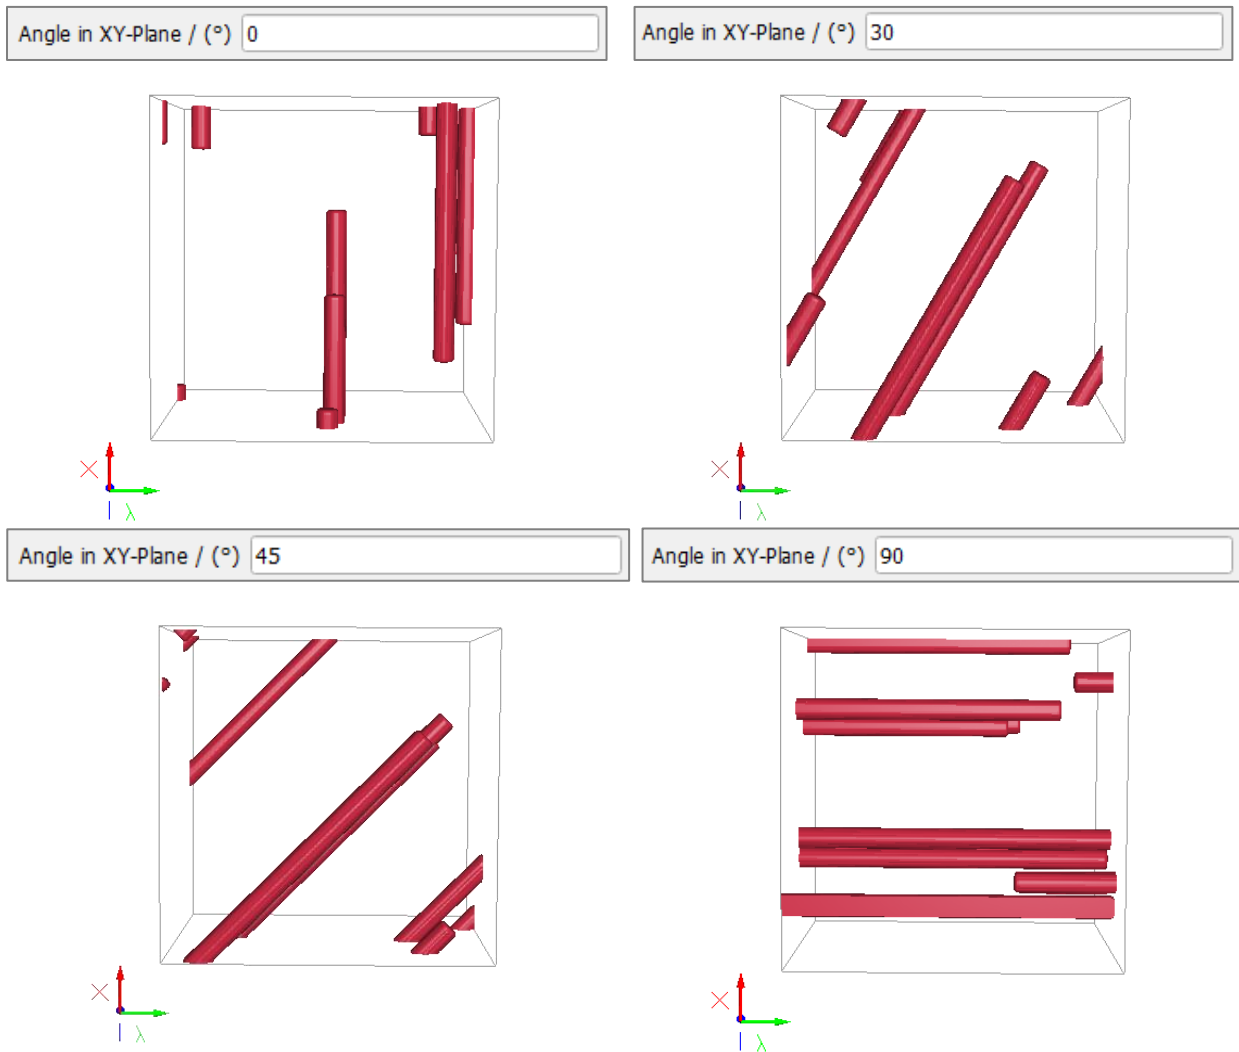 Angle in XY-Plane / (°) 0
Angle in XY-Plane / (°) 30
X
X
Angle in XY-Plane / (°) 45
Angle in XY-Plane / (°) 90
X
X